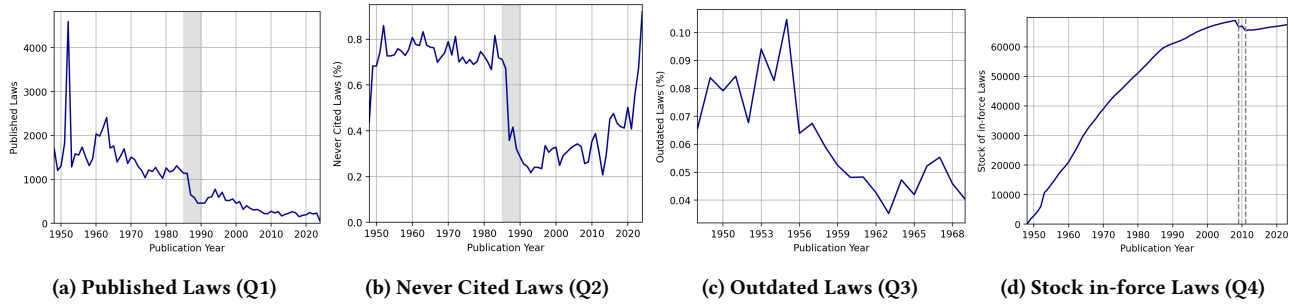 4000
3000
2000
1000
0
Published Laws
1950 1960 1970 1980 1990 2000 2010 2020
Publication Year
(a) Published Laws (Q1)
0.8
0.6
0.4
0.2
0.0
Never Cited Laws (%)
1950 1960 1970 1980 1990 2000 2010 2020
Publication Year
(b) Never Cited Laws (Q2)
0.10
0.09
0.08
0.07
0.06
0.05
0.04
Outdated Laws (%)
1950 1953 1956 1959 1962 1965 1968
Publication Year
(c) Outdated Laws (Q3)
60000
50000
40000
30000
20000
10000
0
Stock of in-force Laws
1950 1960 1970 1980 1990 2000 2010 2020
Publication Year
(d) Stock in-force Laws (Q4)